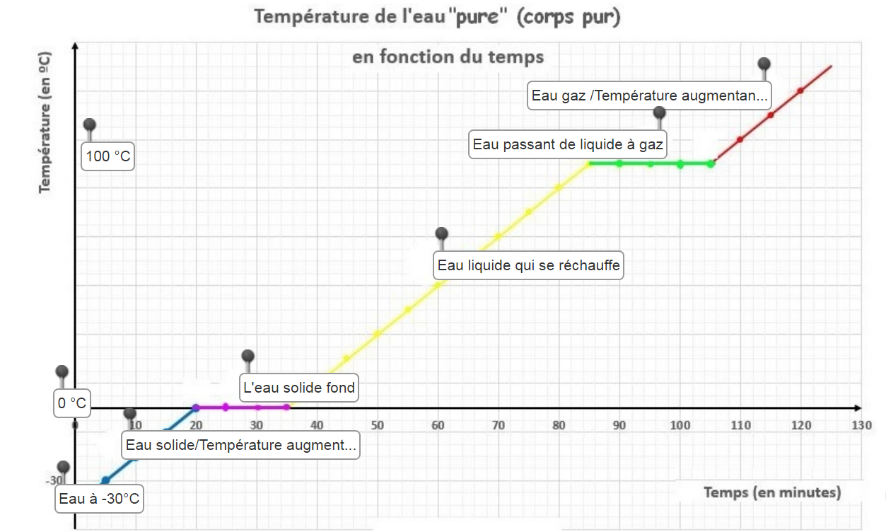 Température de l'eau "pure" (corps pur)
en fonction du temps
Température (en ºC)
Eau gaz /Température augmentan...
Eau passant de liquide à gaz
100 °C
Eau liquide qui se réchauffe
L'eau solide fond
0 °C
0 10 20 30 40 50 60 70 80 90 100 110 120 130
Eau solide/Température augment...
-30
Eau à -30°C
Temps (en minutes)